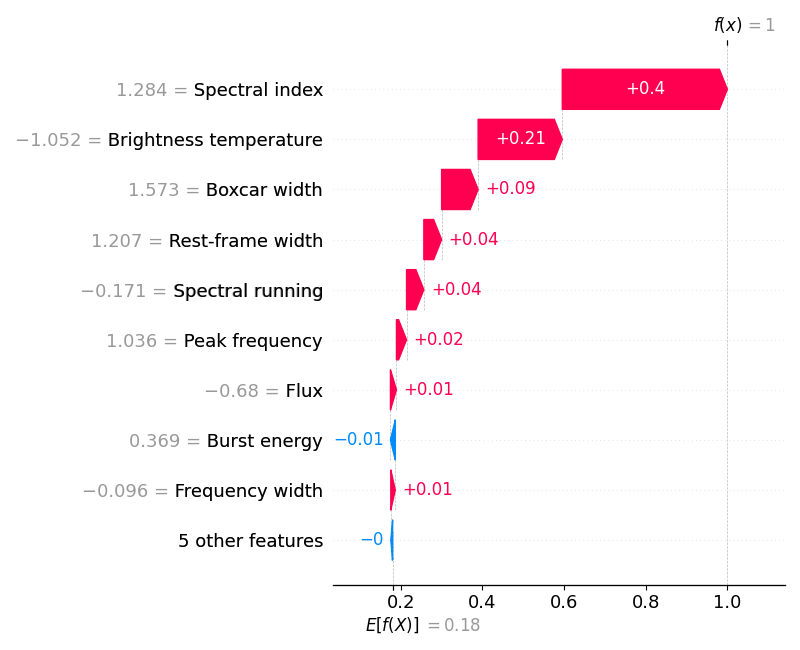 f(x) = 1
1.284 = Spectral index
+0.4
−1.052 = Brightness temperature
+0.21
1.573 = Boxcar width
+0.09
1.207 = Rest-frame width
+0.04
−0.171 = Spectral running
+0.04
1.036 = Peak frequency
+0.02
−0.68 = Flux
+0.01
0.369 = Burst energy
−0.01
−0.096 = Frequency width
+0.01
5 other features
−0
0.2 0.4 0.6 0.8 1.0
E[f(X)] = 0.18